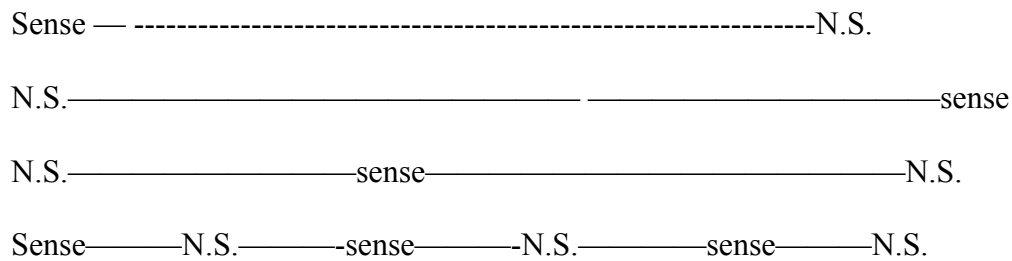 Sense — ----------------------------------------------------------------N.S.
N.S.———————————————— ———————————sense
N.S.—————————sense———————————————N.S.
Sense———N.S.———-sense———-N.S.————sense———N.S.